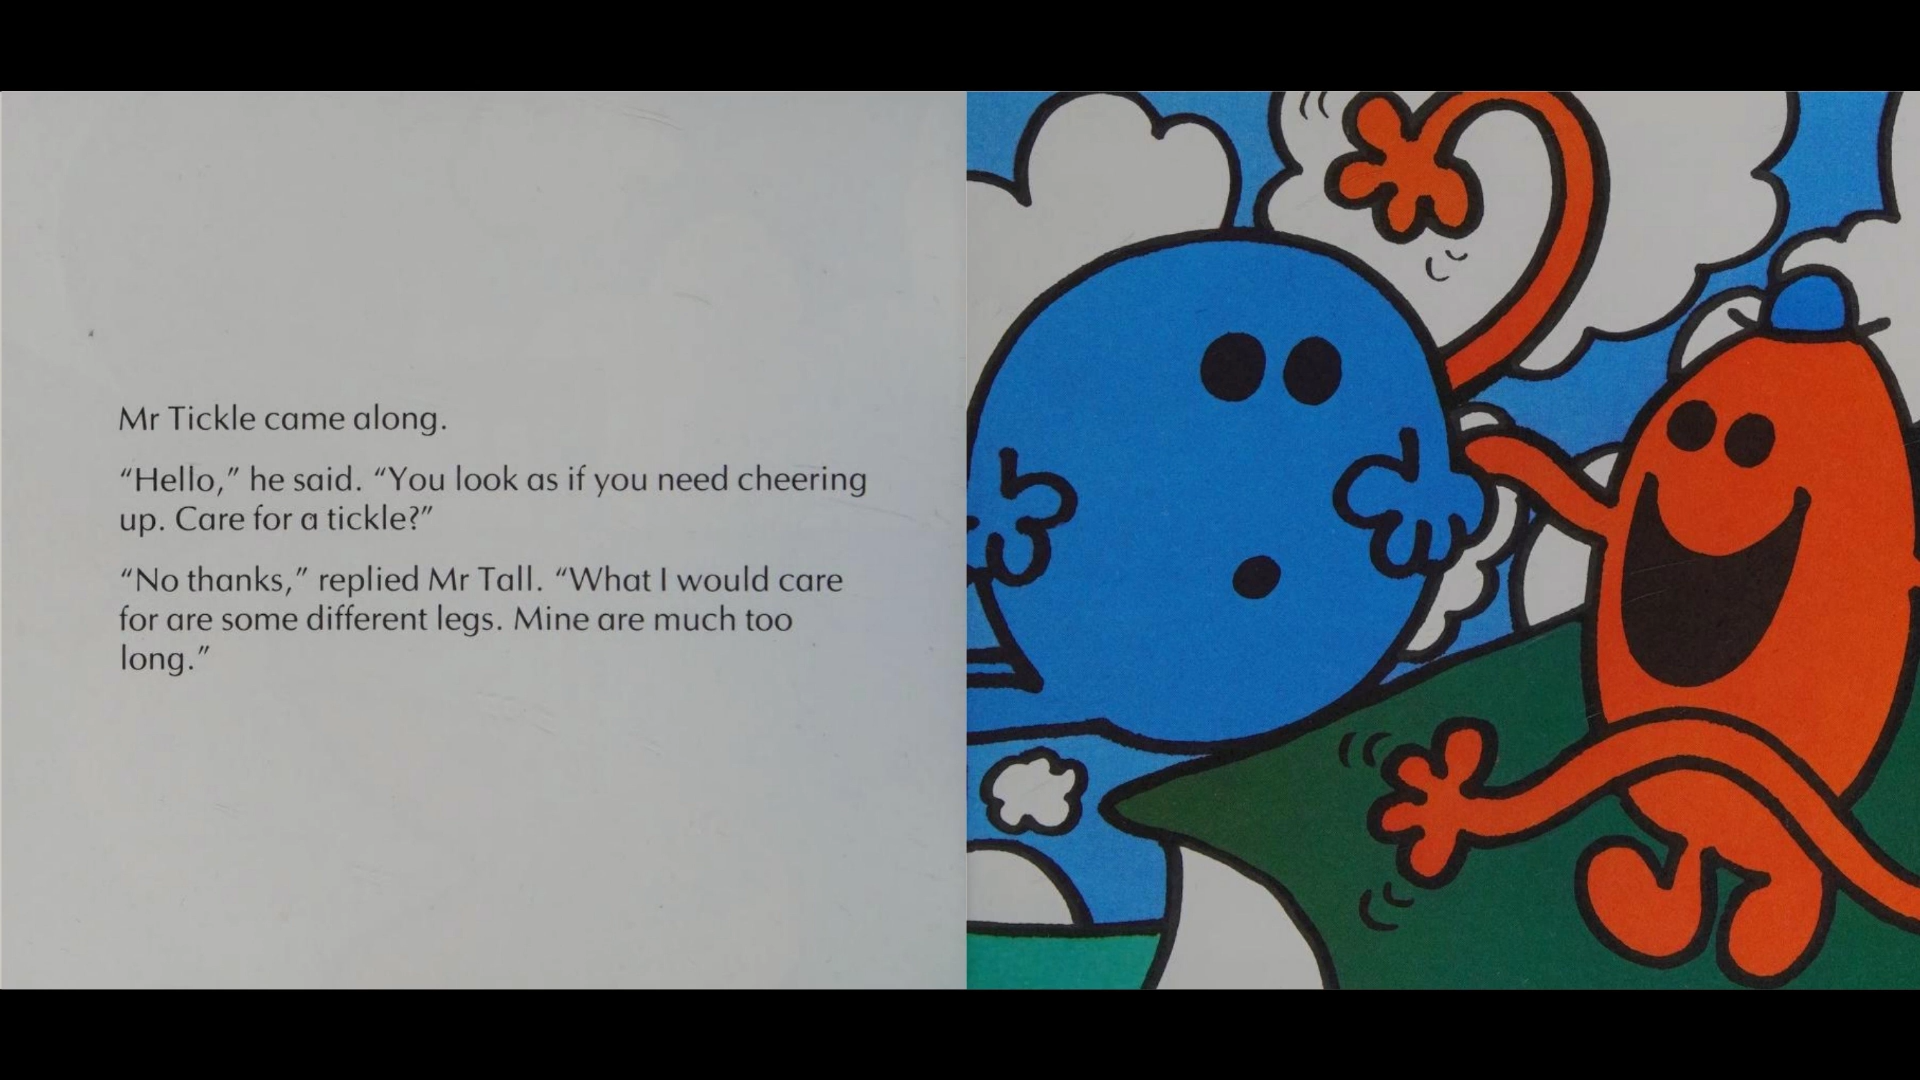 Mr Tickle came along.
“Hello,” he said. “You look as if you need cheering
up. Care for a tickle?”
“No thanks,” replied Mr Tall. “What I would care
for are some different legs. Mine are much too
long.”